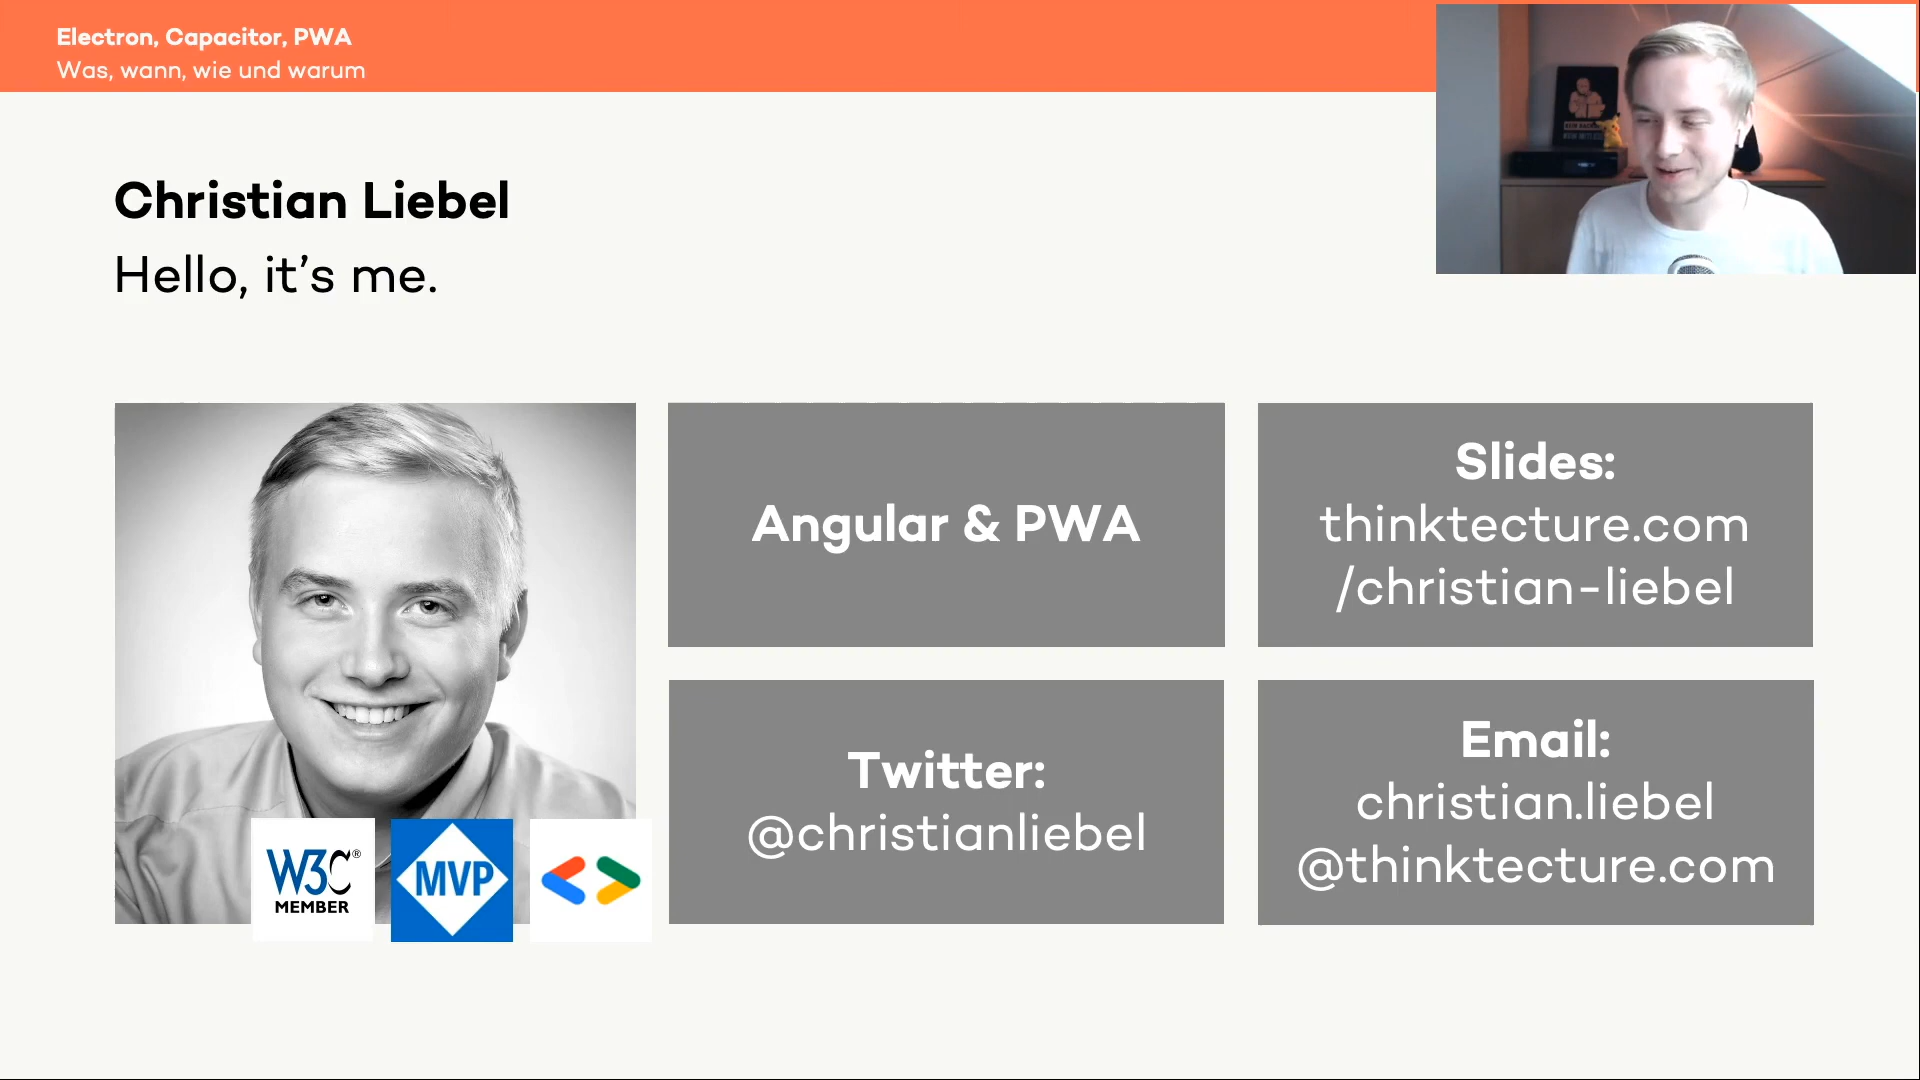 Electron, Capacitor, PWA
Was, wann, wie und warum
Christian Liebel
Hello, it's me.
Angular & PWA
Slides:
thinktecture.com
/christian-liebel
Twitter:
@christianliebel
Email:
christian.liebel
@thinktecture.com
W3C®
MEMBER
MVP